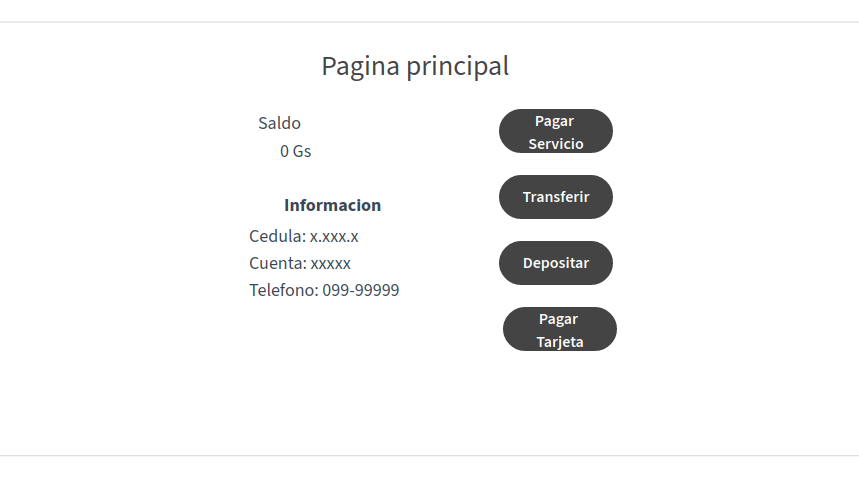 Pagina principal
Saldo
0 Gs
Informacion
Cedula: x.xxx.x
Cuenta: xxxxx
Telefono: 099-99999
Pagar
Servicio
Transferir
Depositar
Pagar
Tarjeta